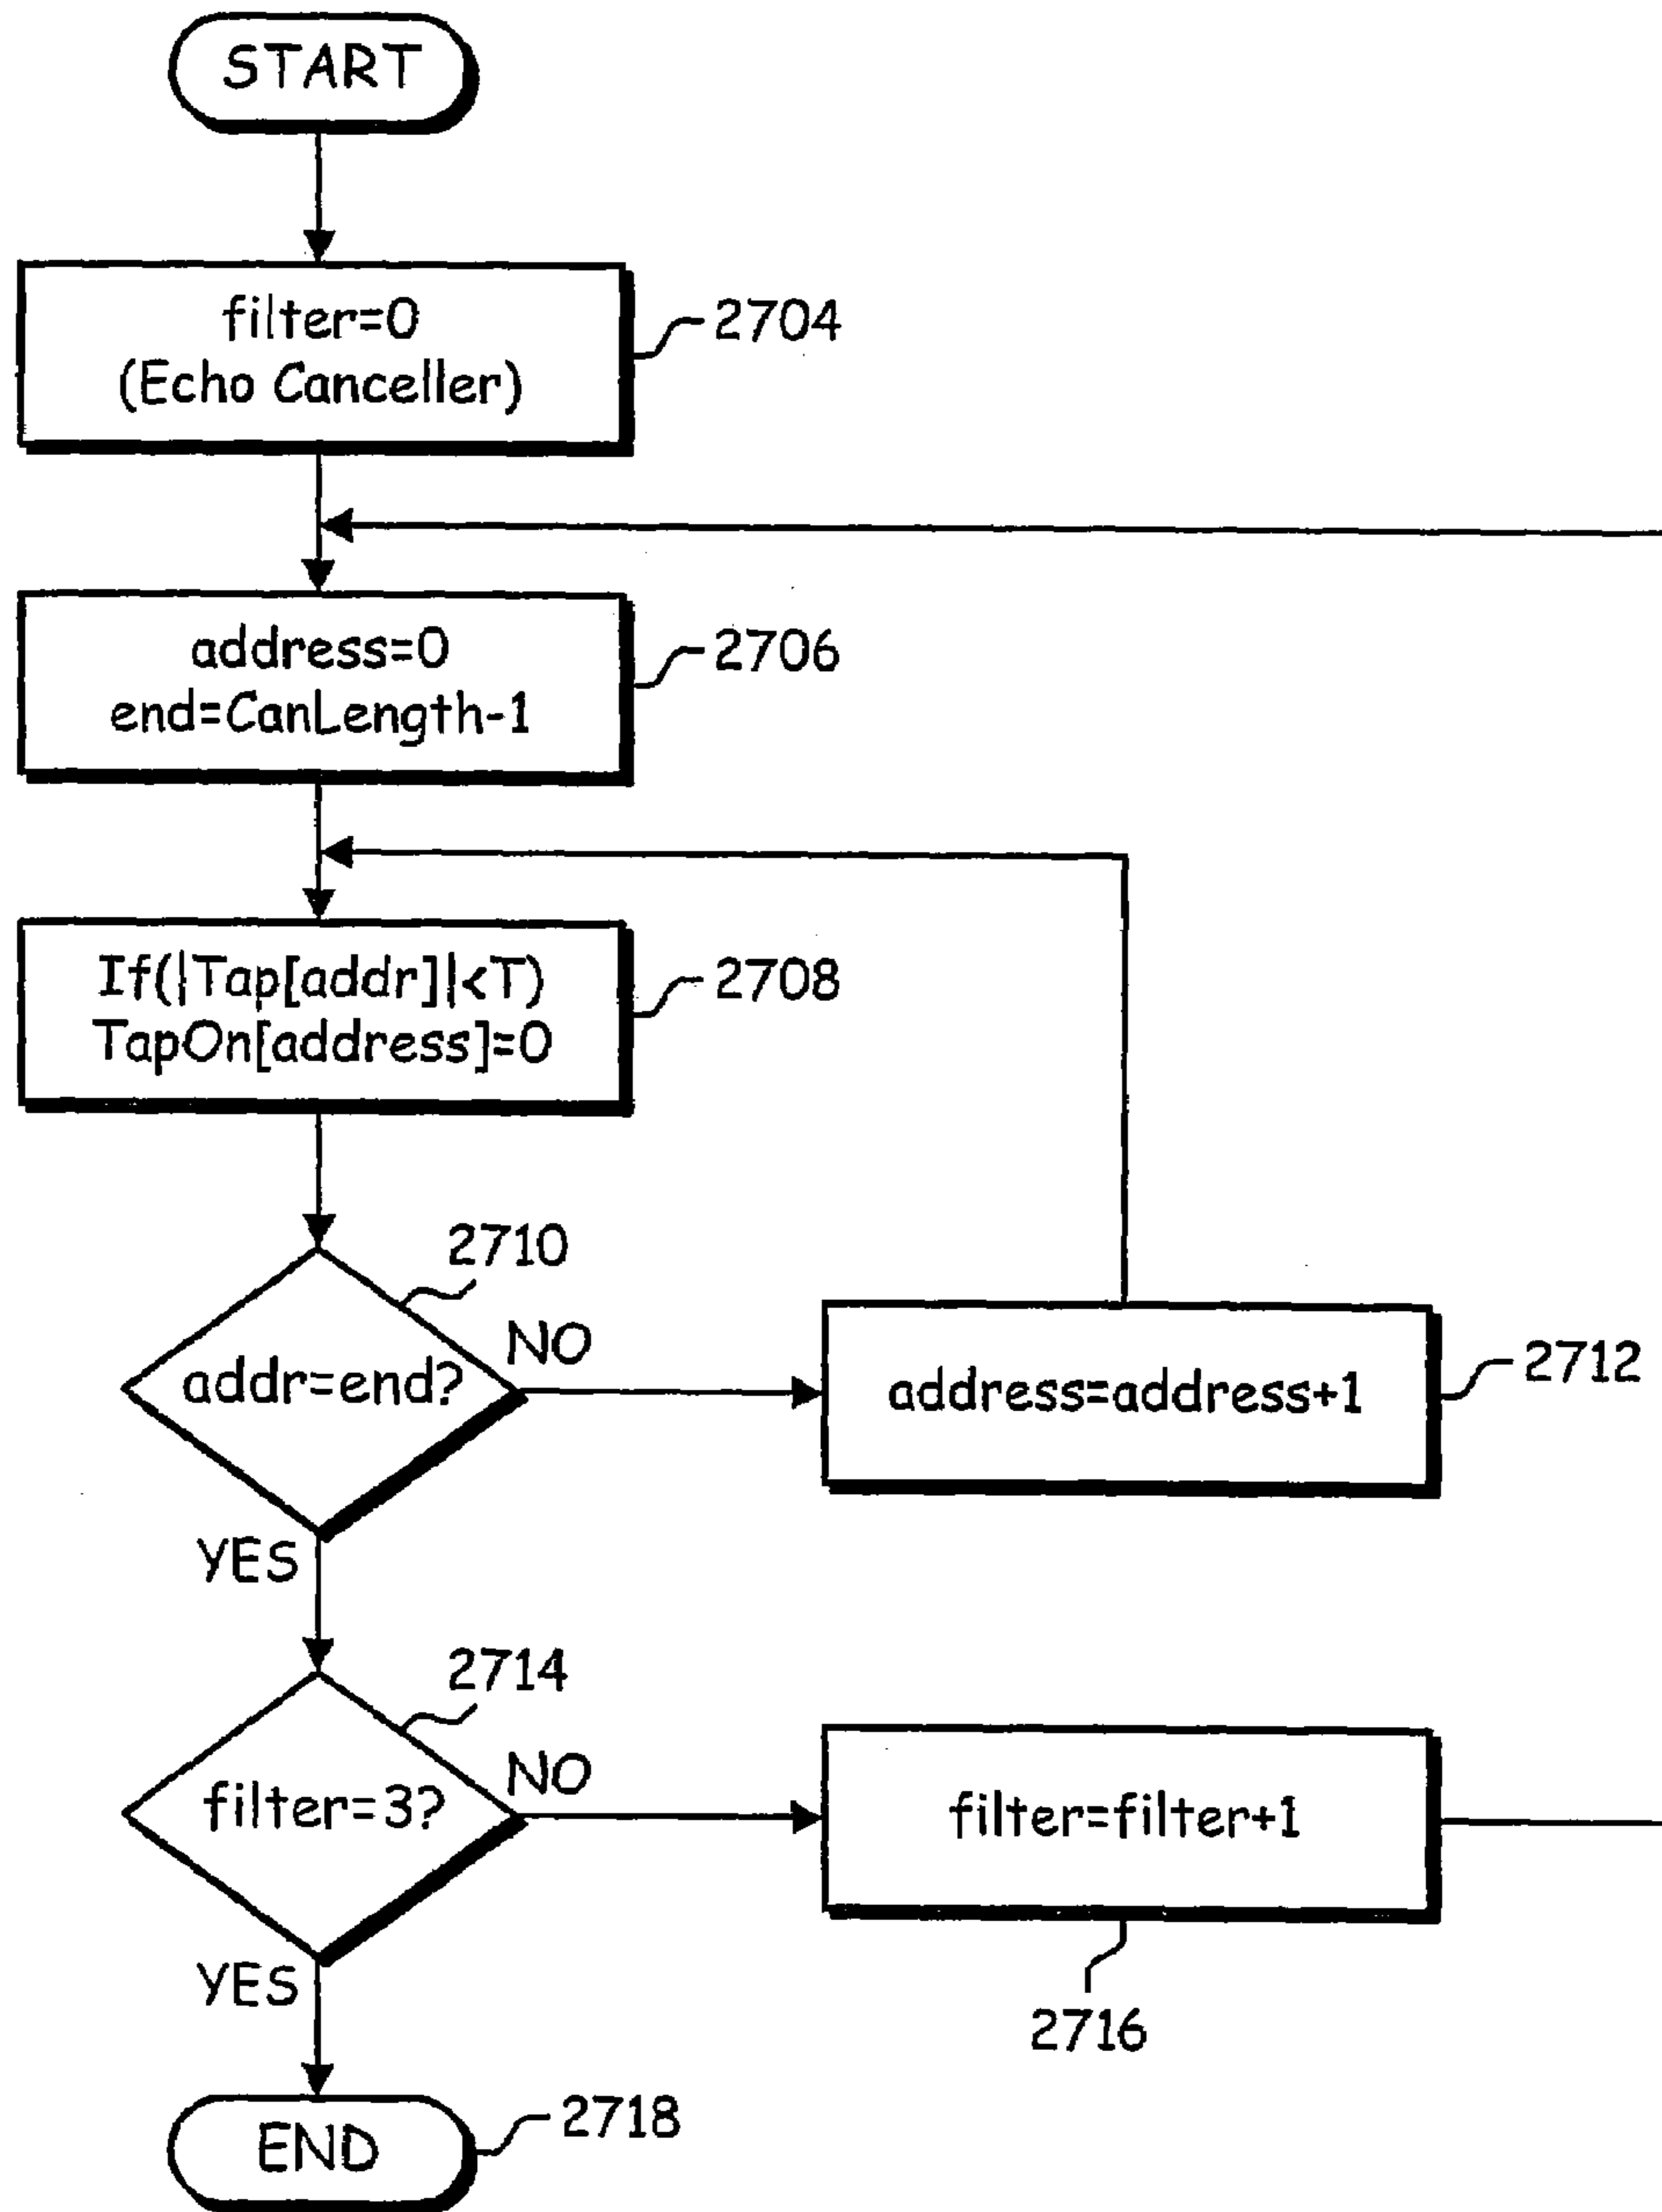 START
filter=0
(Echo Canceller)
2704
address=0
end=CanLength-1
2706
If(|Tap[addr]|<T)
TapOn[address]=0
2708
2710
addr=end?
NO
address=address+1
2712
YES
2714
filter=3?
NO
filter=filter+1
2716
YES
END
2718